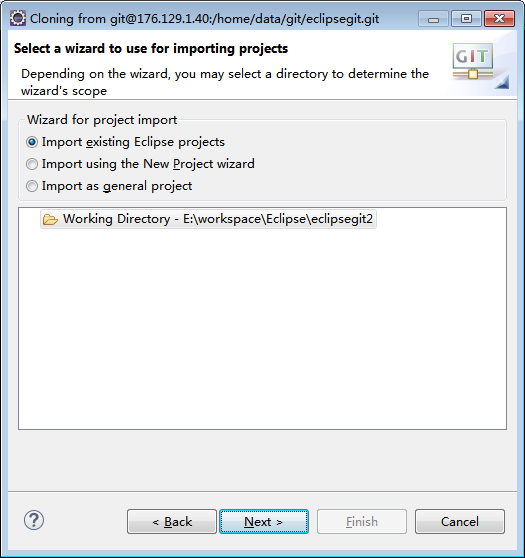 Cloning from git@176.129.1.40:/home/data/git/eclipsegit.git
Select a wizard to use for importing projects
Depending on the wizard, you may select a directory to determine the
wizard's scope
GIT
Wizard for project import
Import existing Eclipse projects
Import using the New Project wizard
Import as general project
Working Directory - E:\workspace\Eclipse\eclipsegit2
?
< Back
Next >
Finish
Cancel